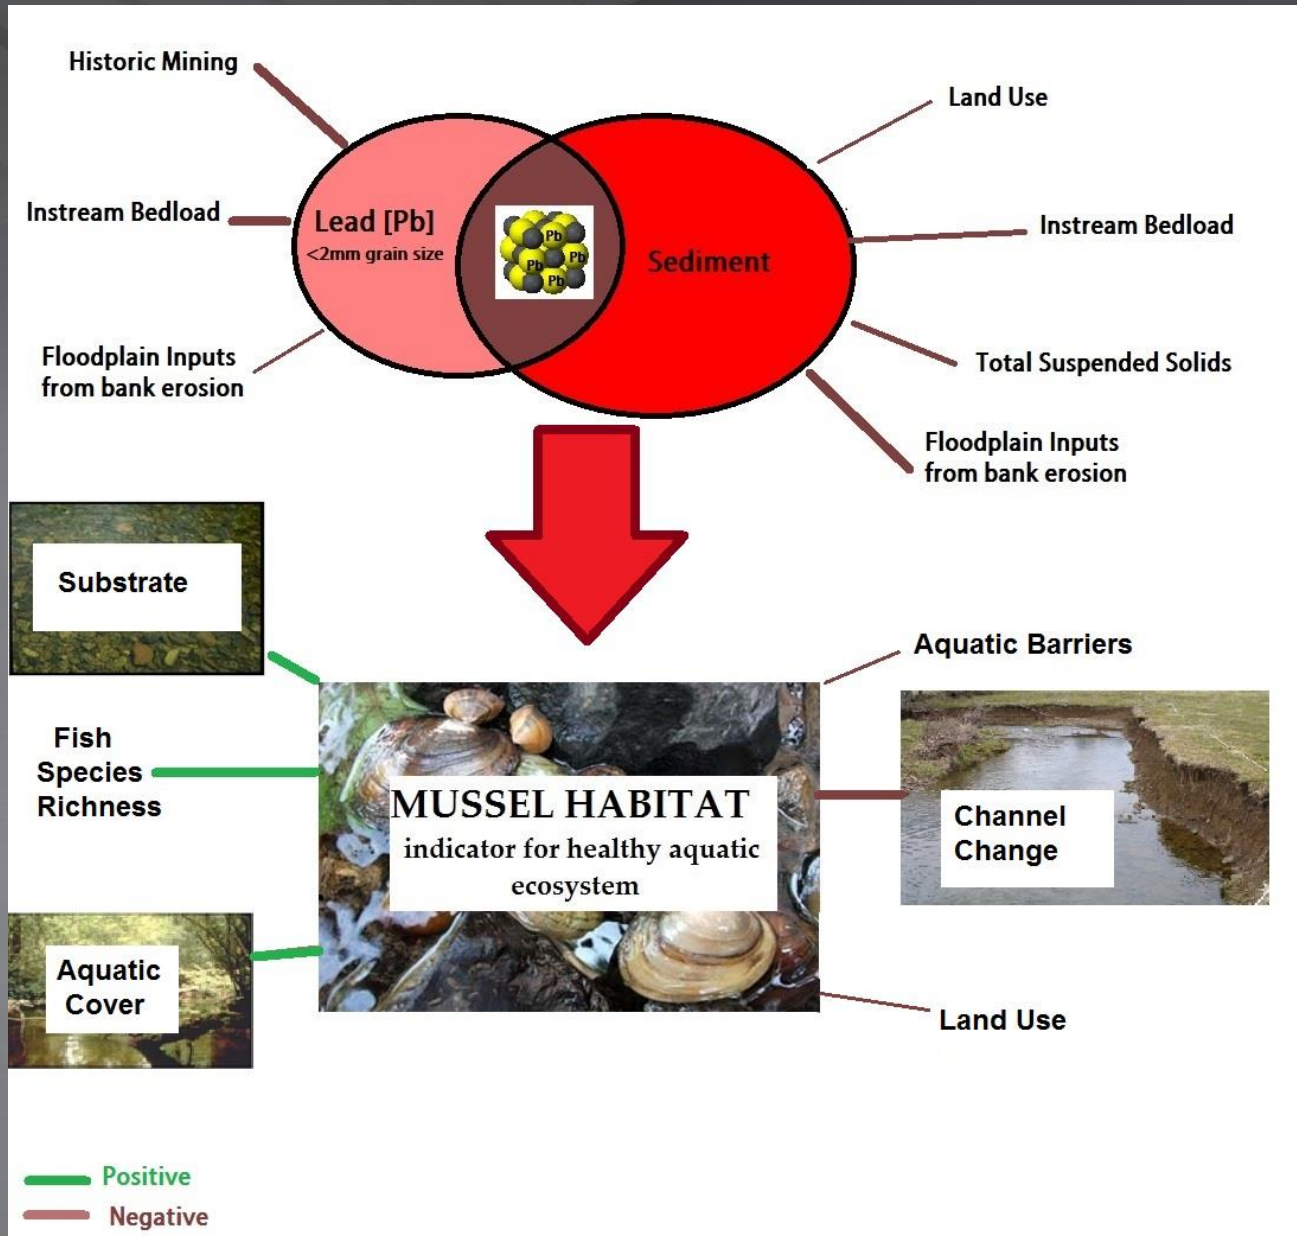 Historic Mining
Land Use
Instream Bedload
Lead [Pb]
<2mm grain size
Pb
Pb
Pb
Pb
Sediment
Instream Bedload
Floodplain Inputs
from bank erosion
Total Suspended Solids
Floodplain Inputs
from bank erosion
Substrate
Aquatic Barriers
Fish
Species
Richness
MUSSEL HABITAT
indicator for healthy aquatic
ecosystem
Channel
Change
Aquatic
Cover
Land Use
Positive
Negative